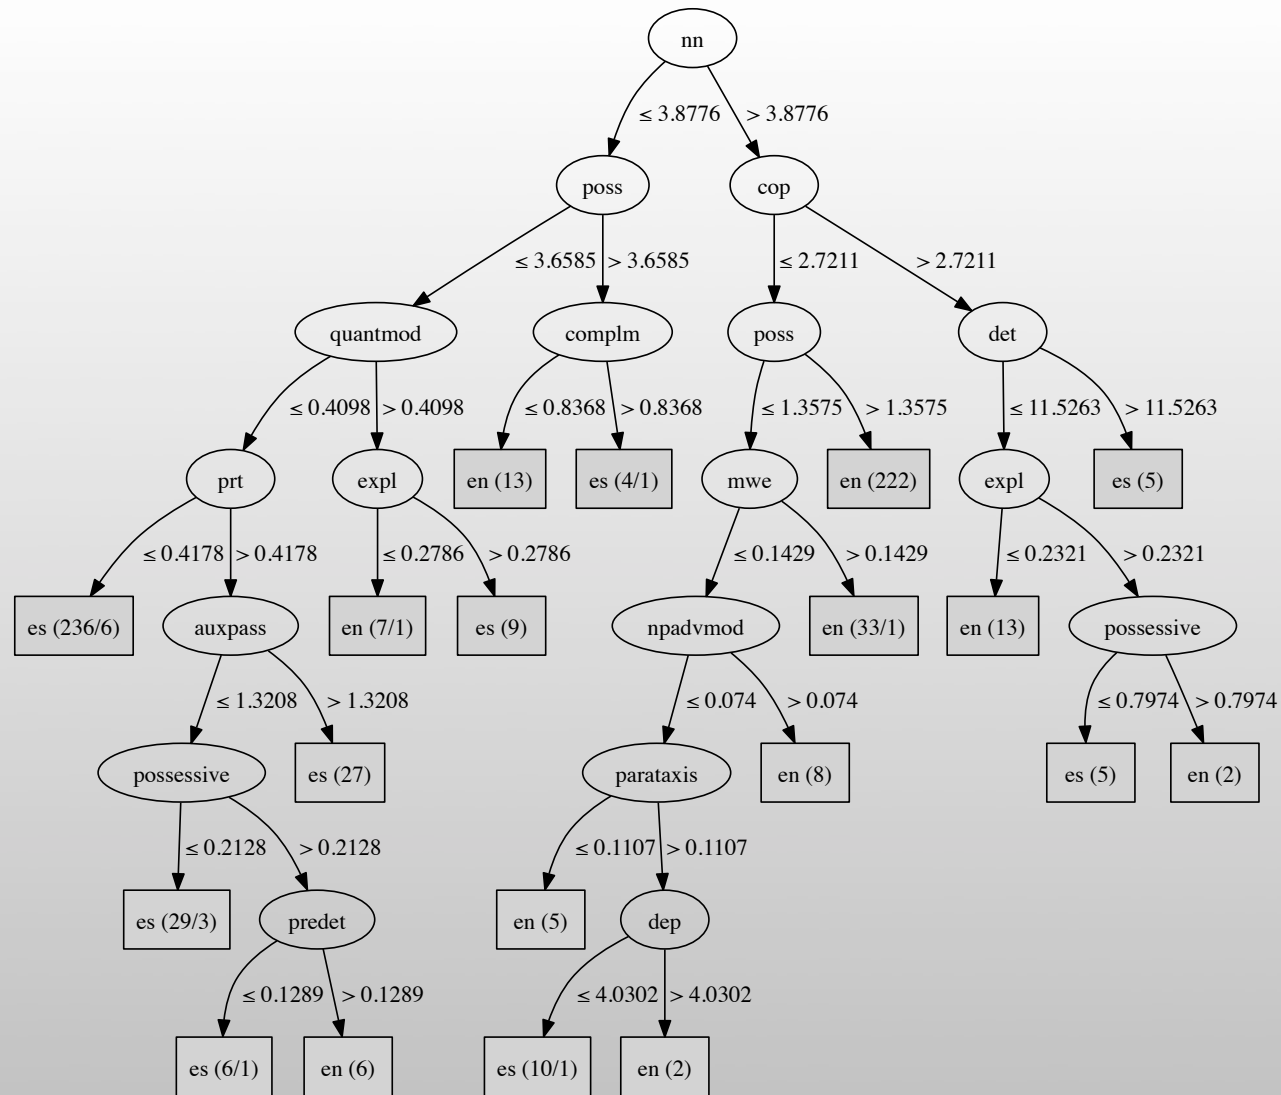 nn
≤ 3.8776 > 3.8776
poss cop
≤ 3.6585 > 3.6585 ≤ 2.7211 > 2.7211
quantmod complm poss det
≤ 0.4098 > 0.4098 ≤ 0.8368 > 0.8368 ≤ 1.3575 > 1.3575 ≤ 11.5263 > 11.5263
prt expl en (13) es (4/1) mwe en (222) expl es (5)
≤ 0.4178 > 0.4178 ≤ 0.2786 > 0.2786 ≤ 0.1429 > 0.1429 ≤ 0.2321 > 0.2321
es (236/6) auxpass en (7/1) es (9) npadvmod en (33/1) en (13) possessive
≤ 1.3208 > 1.3208 ≤ 0.074 > 0.074 ≤ 0.7974 > 0.7974
possessive es (27) parataxis en (8) es (5) en (2)
≤ 0.2128 > 0.2128 ≤ 0.1107 > 0.1107
es (29/3) predet en (5) dep
≤ 0.1289 > 0.1289 ≤ 4.0302 > 4.0302
es (6/1) en (6) es (10/1) en (2)